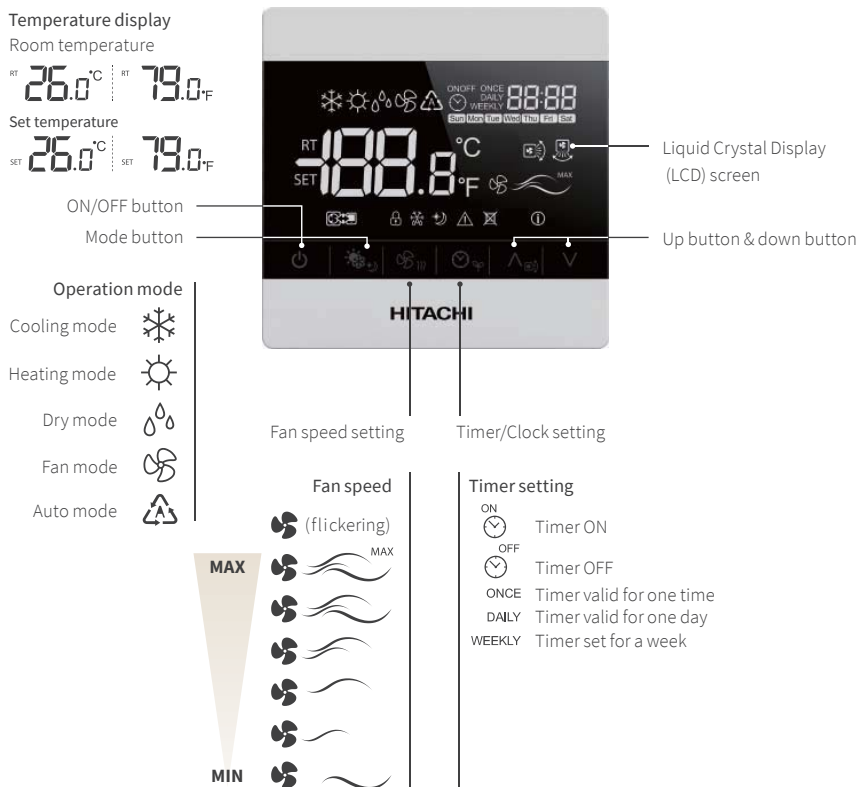 Temperature display
Room temperature
RT 26.0°C RT 79.0°F
Set temperature
SET 26.0°C SET 79.0°F
ON/OFF button
Mode button
ONOFF ONCE
DAILY
WEEKLY 88:88
Sun Mon Tue Wed Thu Fri Sat
RT
SET
-188.8
°C
°F
MAX
HITACHI
Liquid Crystal Display
(LCD) screen
Up button & down button
Operation mode
Cooling mode
Heating mode
Dry mode
Fan mode
A
Auto mode
Fan speed setting
Timer/Clock setting
Fan speed
(flickering)
MAX
MAX
MIN
Timer setting
ON
Timer ON
OFF
Timer OFF
ONCE Timer valid for one time
DAILY Timer valid for one day
WEEKLY Timer set for a week